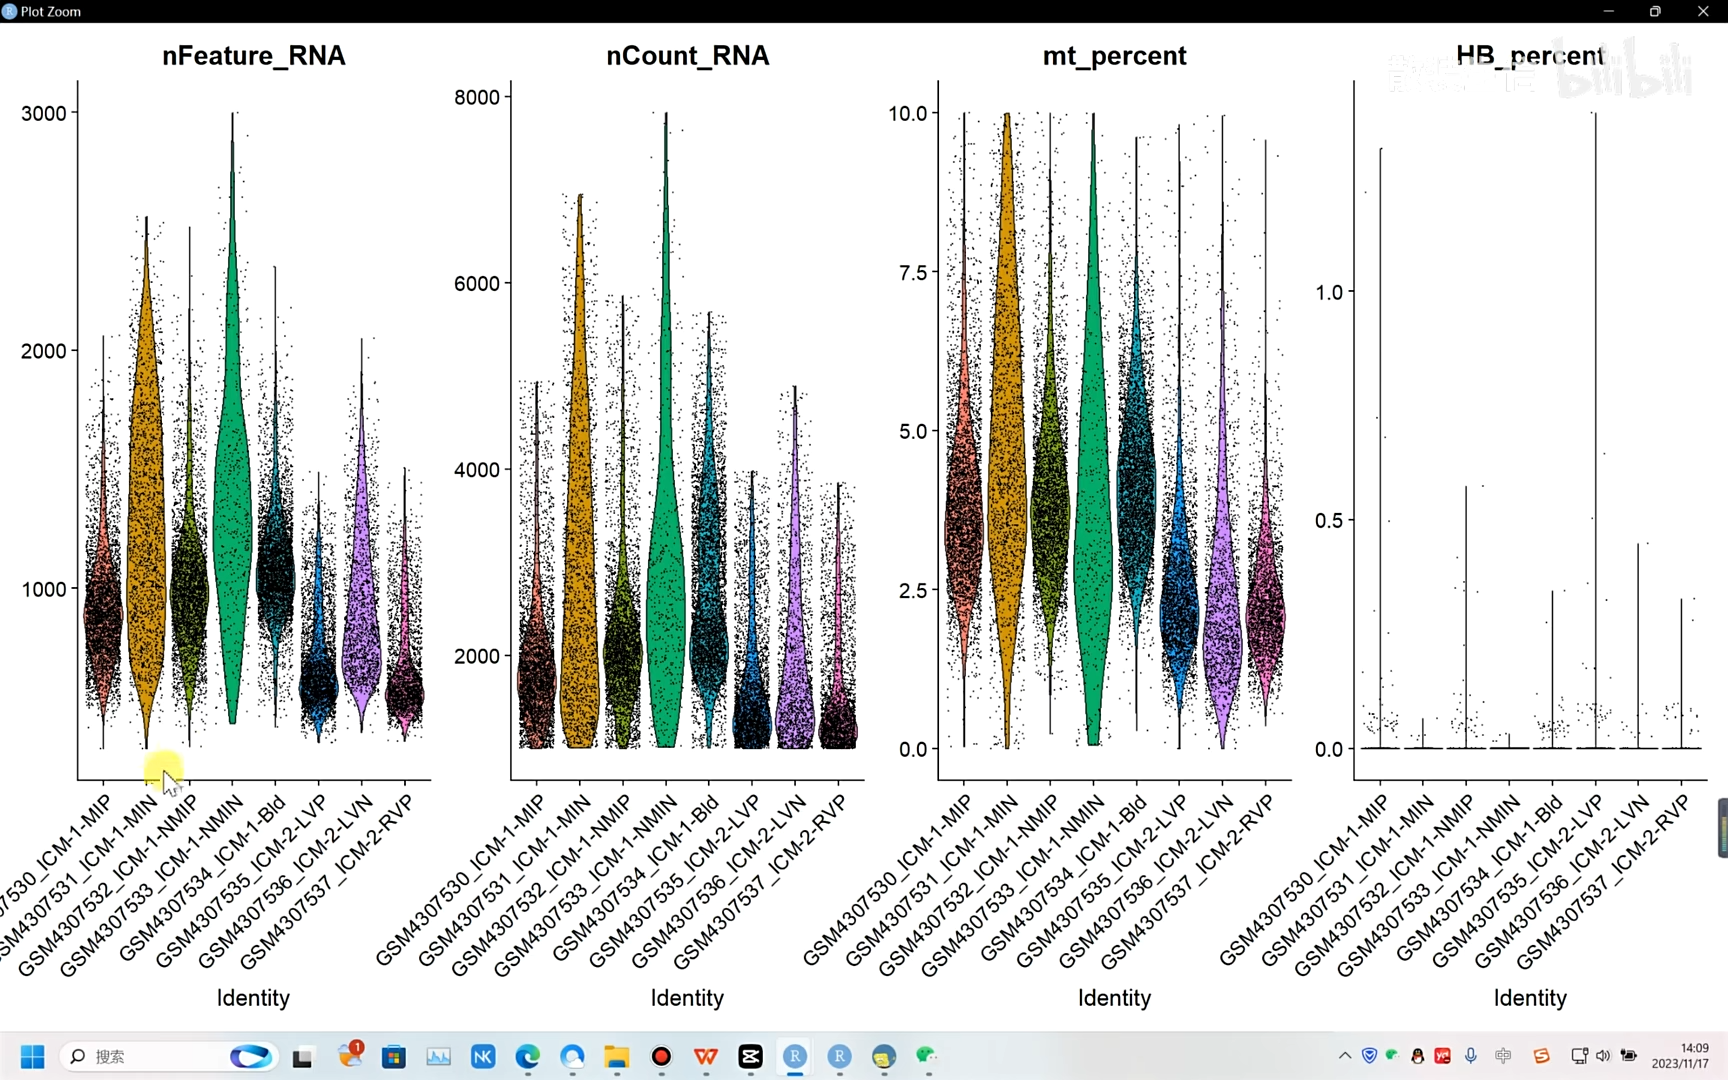 Plot Zoom
nFeature_RNA
nCount_RNA
mt_percent
HB_percent
bilibili
3000
2000
1000
8000
6000
4000
2000
10.0
7.5
5.0
2.5
0.0
1.0
0.5
0.0
07530_ICM-1-MIP
SM4307531_ICM-1-MIN
GSM4307532_ICM-1-NMIP
GSM4307533_ICM-1-NMIN
GSM4307534_ICM-1-Bld
GSM4307535_ICM-2-LVP
GSM4307536_ICM-2-LVN
GSM4307537_ICM-2-RVP
GSM4307530_ICM-1-MIP
GSM4307531_ICM-1-MIN
GSM4307532_ICM-1-NMIP
GSM4307533_ICM-1-NMIN
GSM4307534_ICM-1-Bld
GSM4307535_ICM-2-LVP
GSM4307536_ICM-2-LVN
GSM4307537_ICM-2-RVP
GSM4307530_ICM-1-MIP
GSM4307531_ICM-1-MIN
GSM4307532_ICM-1-NMIP
GSM4307533_ICM-1-NMIN
GSM4307534_ICM-1-Bld
GSM4307535_ICM-2-LVP
GSM4307536_ICM-2-LVN
GSM4307537_ICM-2-RVP
GSM4307530_ICM-1-MIP
GSM4307531_ICM-1-MIN
GSM4307532_ICM-1-NMIP
GSM4307533_ICM-1-NMIN
GSM4307534_ICM-1-Bld
GSM4307535_ICM-2-LVP
GSM4307536_ICM-2-LVN
GSM4307537_ICM-2-RVP
Identity
Identity
Identity
Identity
搜索
1
NK
中
14:09
2023/11/17